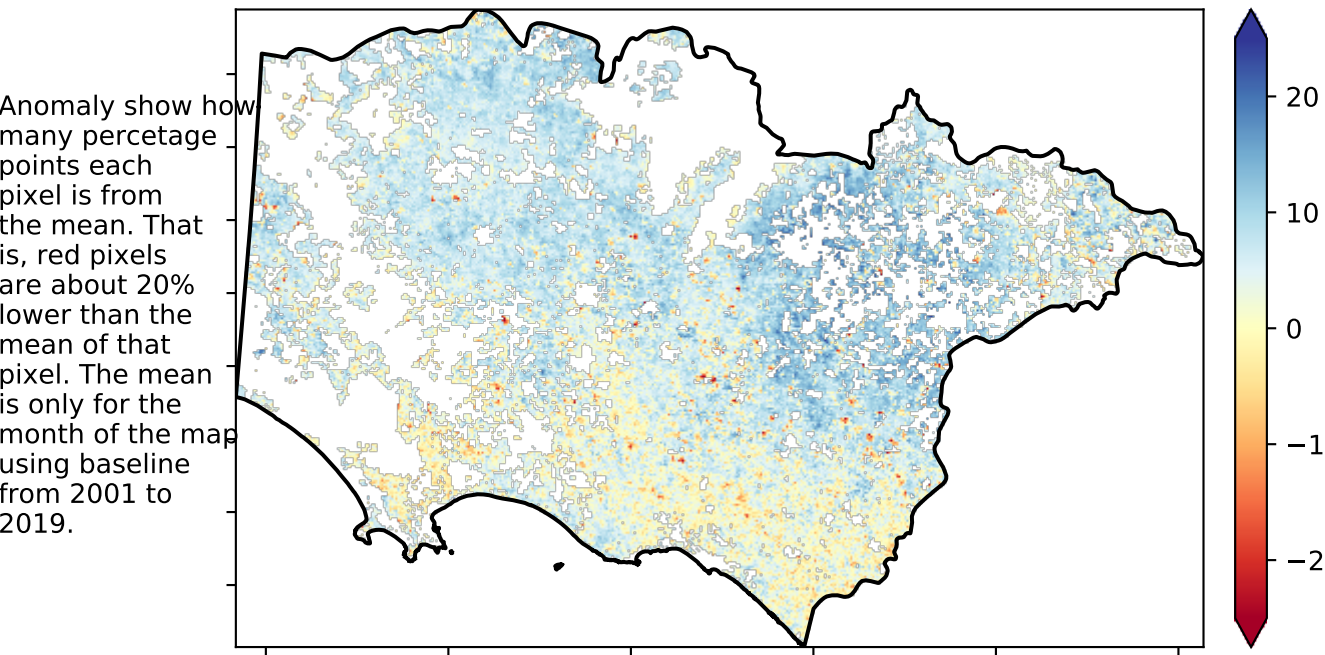 Anomaly show how
many percetage
points each
pixel is from
the mean. That
is, red pixels
are about 20%
lower than the
mean of that
pixel. The mean
is only for the
month of the map
using baseline
from 2001 to
2019.
20
10
0
−1
−2